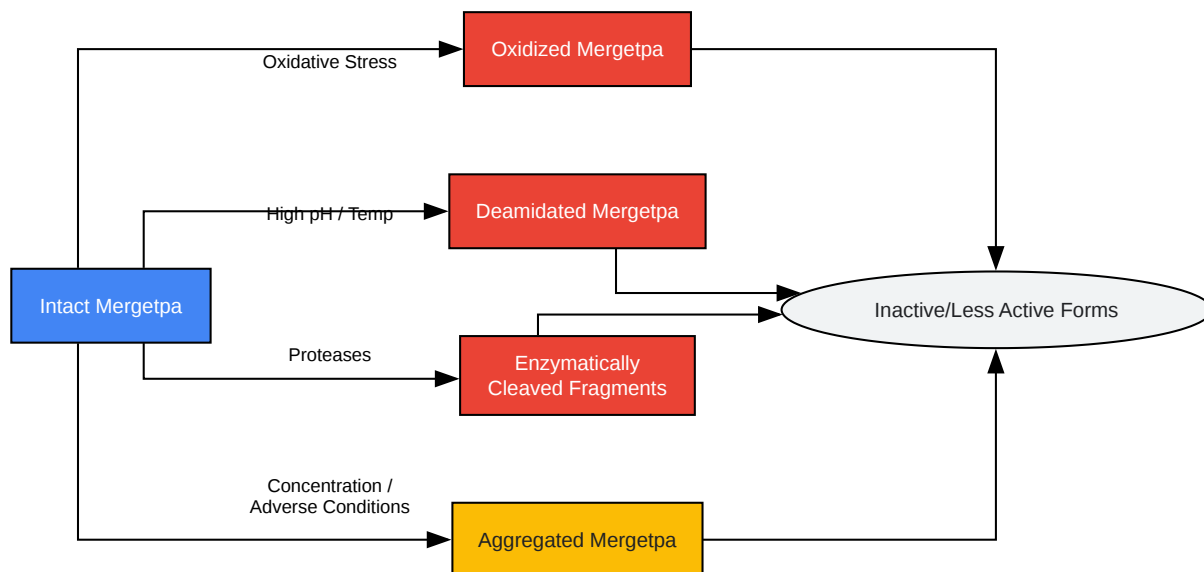 Oxidized Mergetpa
Oxidative Stress
Deamidated Mergetpa
High pH / Temp
Intact Mergetpa
Inactive/Less Active Forms
Proteases
Enzymatically
Cleaved Fragments
Concentration /
Adverse Conditions
Aggregated Mergetpa